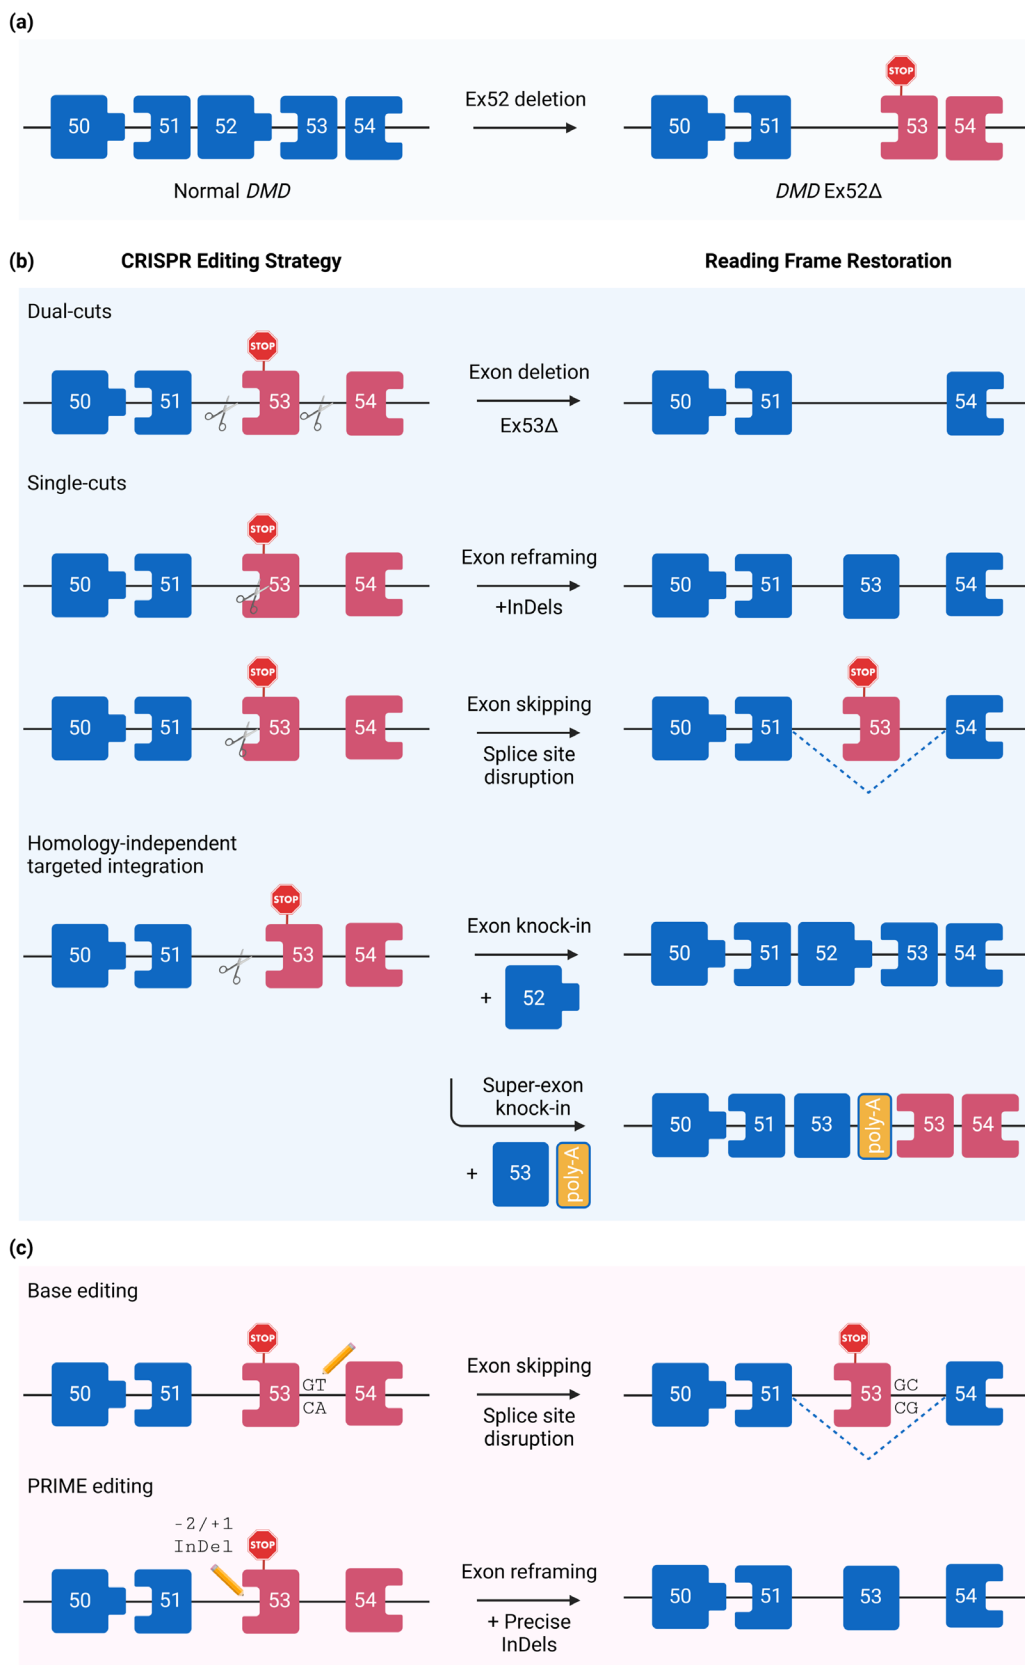 (a)
STOP
50 51 52 53 54
Ex52 deletion
50 51 53 54
Normal DMD
DMD Ex52Δ
(b)
CRISPR Editing Strategy
Reading Frame Restoration
Dual-cuts
STOP
50 51 53 54
Exon deletion
Ex53Δ
50 51 54
Single-cuts
STOP
50 51 53 54
Exon reframing
+InDels
50 51 53 54
STOP
50 51 53 54
Exon skipping
Splice site
disruption
STOP
50 51 53 54
Homology-independent
targeted integration
STOP
50 51 53 54
Exon knock-in
+ 52
50 51 52 53 54
Super-exon
knock-in
+ 53 poly-A
50 51 53 poly-A 53 54
(c)
Base editing
STOP
50 51 53 GT 54
CA
Exon skipping
Splice site
disruption
STOP
50 51 53 GC 54
CG
PRIME editing
-2/+1
InDel
STOP
50 51 53 54
Exon reframing
+ Precise
InDels
50 51 53 54